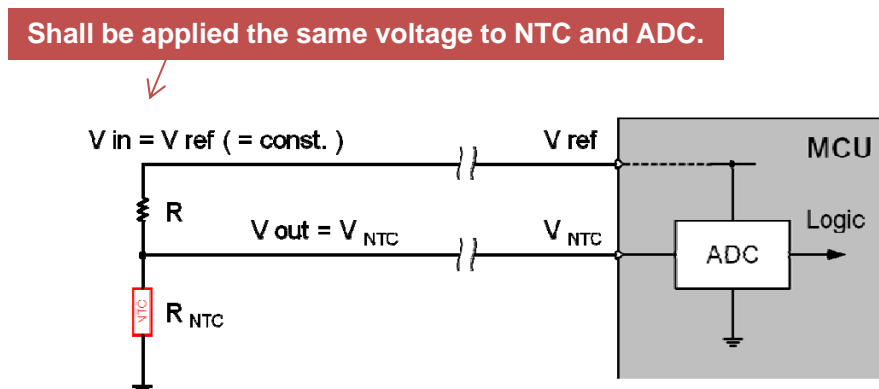 Shall be applied the same voltage to NTC and ADC.
V in = V ref ( = const. )
V ref
MCU
R
V out = V NTC
V NTC
Logic
ADC
NTC
R NTC